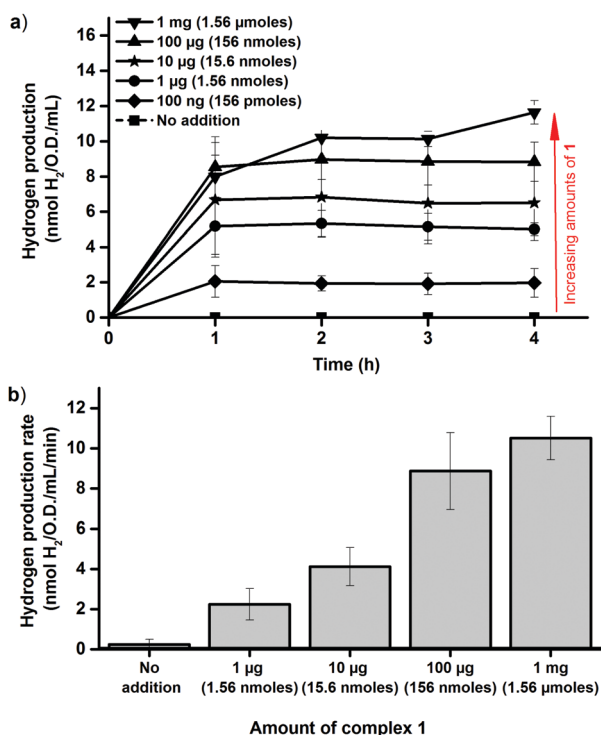 a)
1 mg (1.56 µmoles)
100 µg (156 nmoles)
10 µg (15.6 nmoles)
1 µg (1.56 nmoles)
100 ng (156 pmoles)
No addition
Hydrogen production
(nmol H₂/O.D./mL)
16
14
12
10
8
6
4
2
0
0 1 2 3 4
Time (h)
Increasing amounts of 1
b)
Hydrogen production rate
(nmol H₂/O.D./mL/min)
12
10
8
6
4
2
0
No 1 µg 10 µg 100 µg 1 mg
addition (1.56 nmoles) (15.6 nmoles) (156 nmoles) (1.56 µmoles)
Amount of complex 1